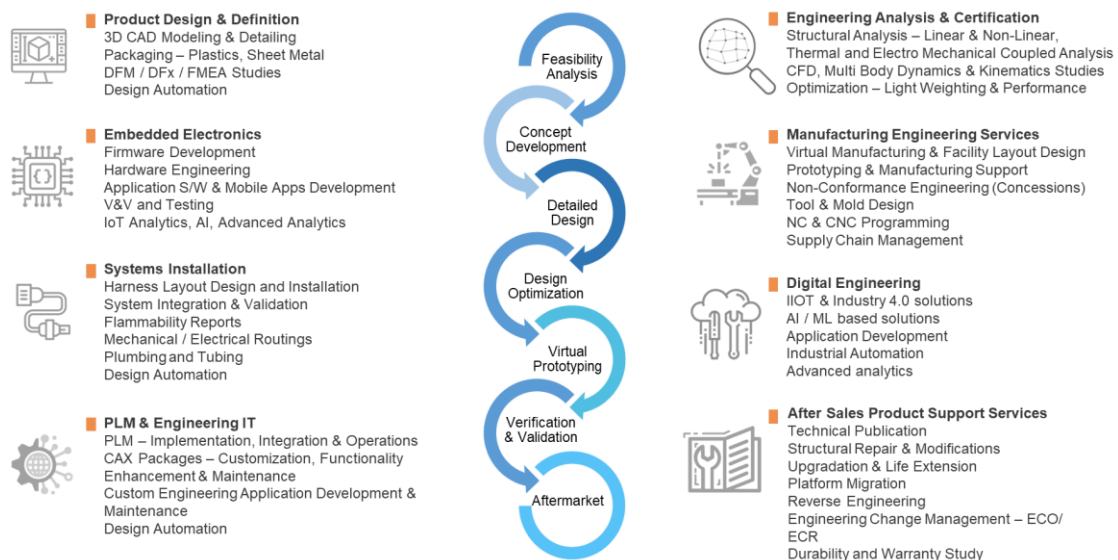 Product Design & Definition
3D CAD Modeling & Detailing
Packaging – Plastics, Sheet Metal
DFM / DFx / FMEA Studies
Design Automation
Embedded Electronics
Firmware Development
Hardware Engineering
Application S/W & Mobile Apps Development
V&V and Testing
IoT Analytics, AI, Advanced Analytics
Systems Installation
Harness Layout Design and Installation
System Integration & Validation
Flammability Reports
Mechanical / Electrical Routings
Plumbing and Tubing
Design Automation
PLM & Engineering IT
PLM – Implementation, Integration & Operations
CAX Packages – Customization, Functionality
Enhancement & Maintenance
Custom Engineering Application Development &
Maintenance
Design Automation
Feasibility
Analysis
Concept
Development
Detailed
Design
Design
Optimization
Virtual
Prototyping
Verification
& Validation
Aftermarket
Engineering Analysis & Certification
Structural Analysis – Linear & Non-Linear,
Thermal and Electro Mechanical Coupled Analysis
CFD, Multi Body Dynamics & Kinematics Studies
Optimization – Light Weighting & Performance
Manufacturing Engineering Services
Virtual Manufacturing & Facility Layout Design
Prototyping & Manufacturing Support
Non-Conformance Engineering (Concessions)
Tool & Mold Design
NC & CNC Programming
Supply Chain Management
Digital Engineering
IIOT & Industry 4.0 solutions
AI / ML based solutions
Application Development
Industrial Automation
Advanced analytics
After Sales Product Support Services
Technical Publication
Structural Repair & Modifications
Upgradation & Life Extension
Platform Migration
Reverse Engineering
Engineering Change Management – ECO/
ECR
Durability and Warranty Study